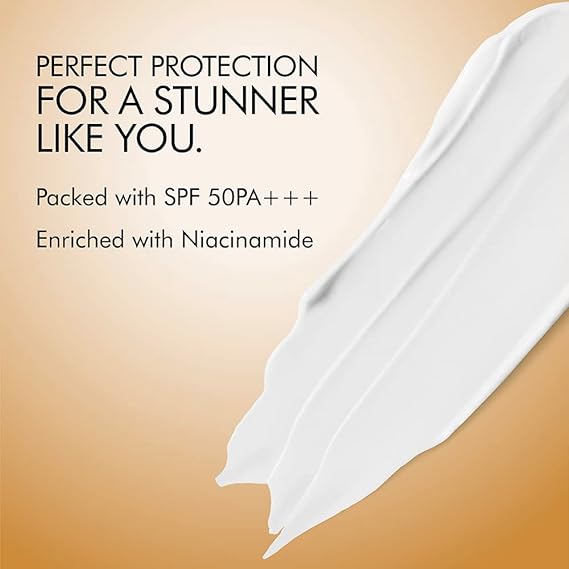 PERFECT PROTECTION
FOR A STUNNER
LIKE YOU.
Packed with SPF 50PA+++
Enriched with Niacinamide